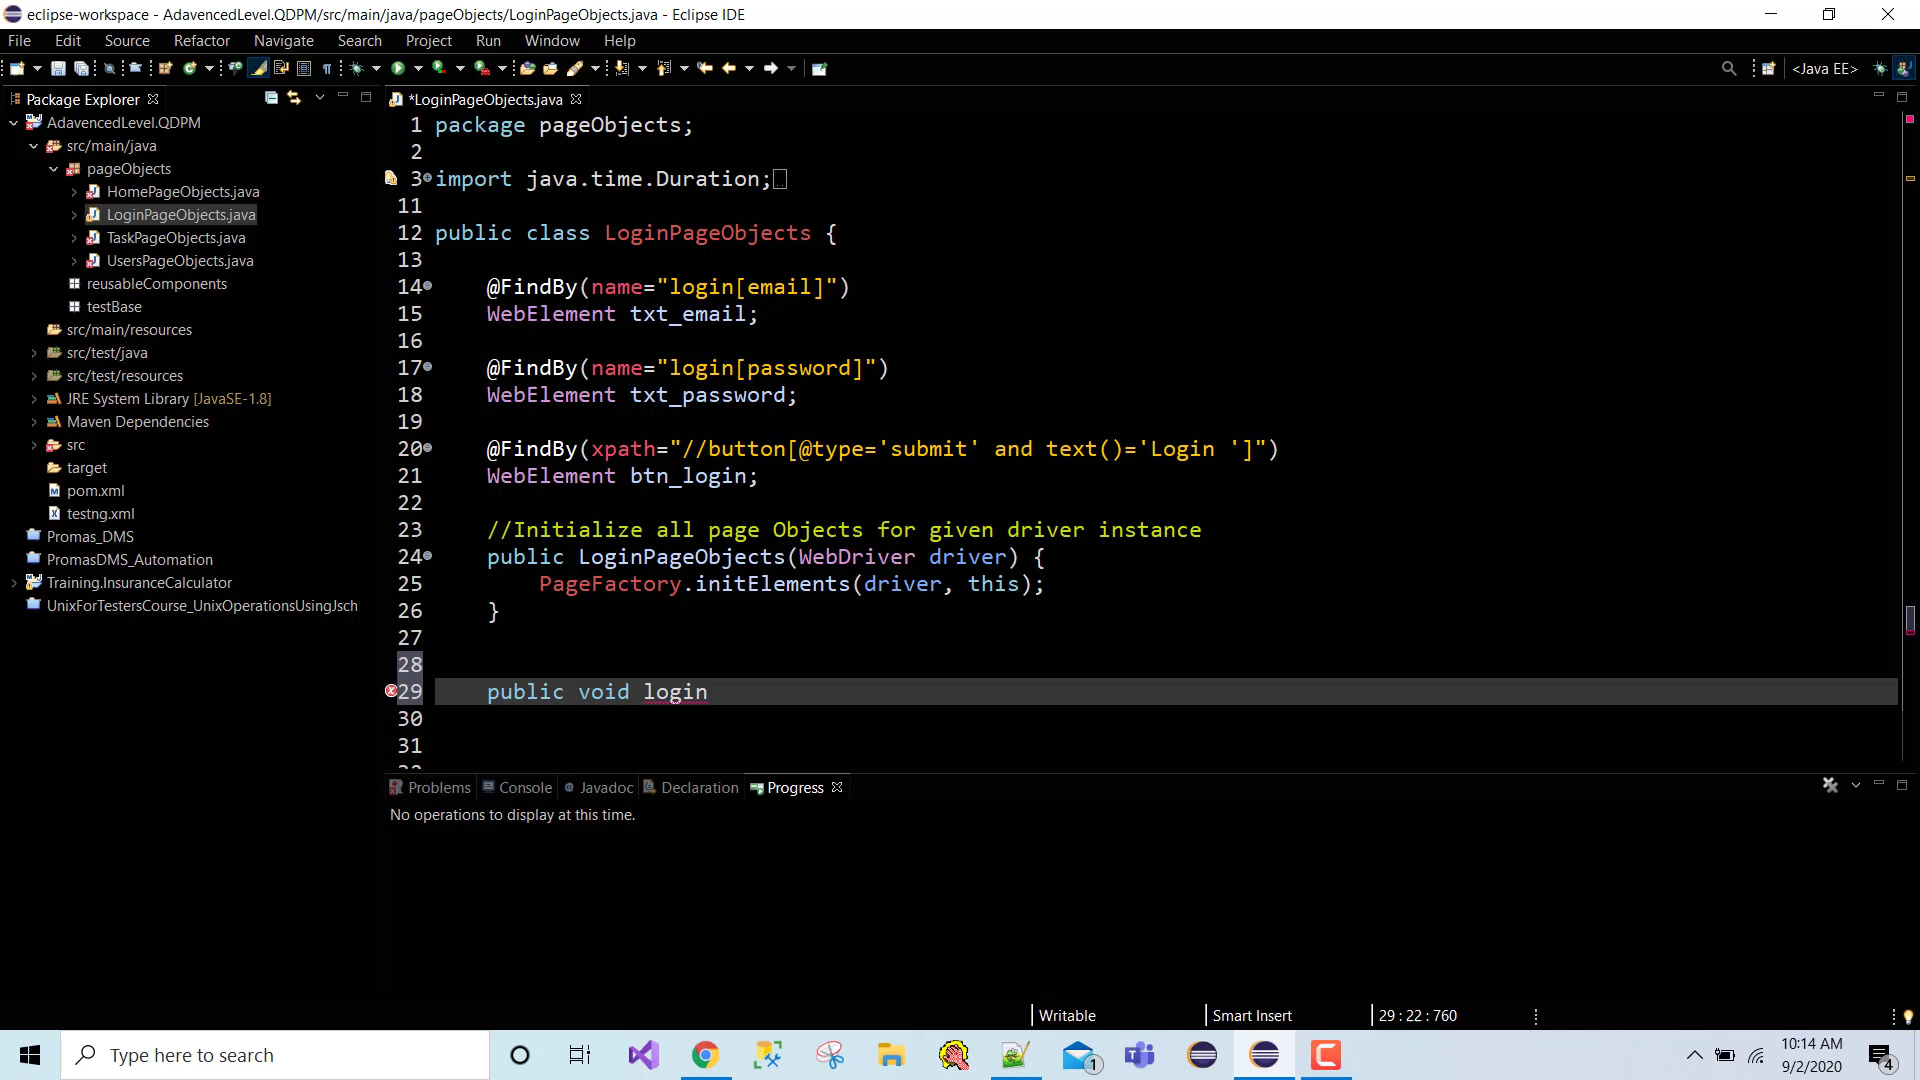 eclipse-workspace - AdavencedLevel.QDPM/src/main/java/pageObjects/LoginPageObjects.java - Eclipse IDE
File Edit Source Refactor Navigate Search Project Run Window Help
<Java EE>
Package Explorer
AdavencedLevel.QDPM
src/main/java
pageObjects
HomePageObjects.java
LoginPageObjects.java
TaskPageObjects.java
UsersPageObjects.java
reusableComponents
testBase
src/main/resources
src/test/java
src/test/resources
JRE System Library [JavaSE-1.8]
Maven Dependencies
src
target
pom.xml
testng.xml
Promas_DMS
PromasDMS_Automation
Training.InsuranceCalculator
UnixForTestersCourse_UnixOperationsUsingJsch
*LoginPageObjects.java
1 package pageObjects;
2
3 import java.time.Duration;
11
12 public class LoginPageObjects {
13
14 @FindBy(name="login[email]")
15 WebElement txt_email;
16
17 @FindBy(name="login[password]")
18 WebElement txt_password;
19
20 @FindBy(xpath="//button[@type='submit' and text()='Login ']")
21 WebElement btn_login;
22
23 //Initialize all page Objects for given driver instance
24 public LoginPageObjects(WebDriver driver) {
25 PageFactory.initElements(driver, this);
26 }
27
28
29 public void login
30
31
Problems Console Javadoc Declaration Progress
No operations to display at this time.
Writable Smart Insert 29 : 22 : 760
Type here to search
1
10:14 AM
9/2/2020
4